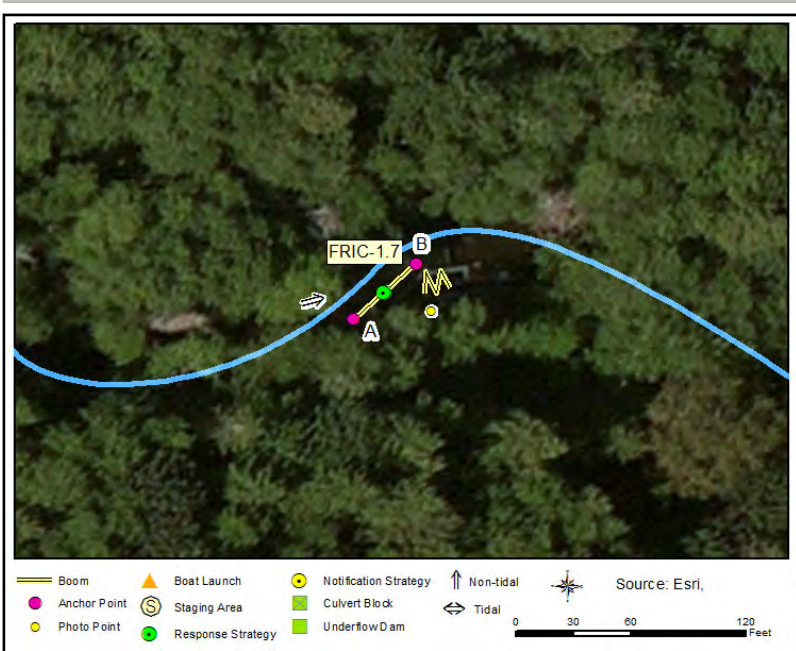 B
FRIC-1.7
A
Boom
Boat Launch
Notification Strategy
Non-tidal
Source: Esri,
Anchor Point
S
Staging Area
Culvert Block
Tidal
Photo Point
Response Strategy
Underflow Dam
0 30 60 120
Feet